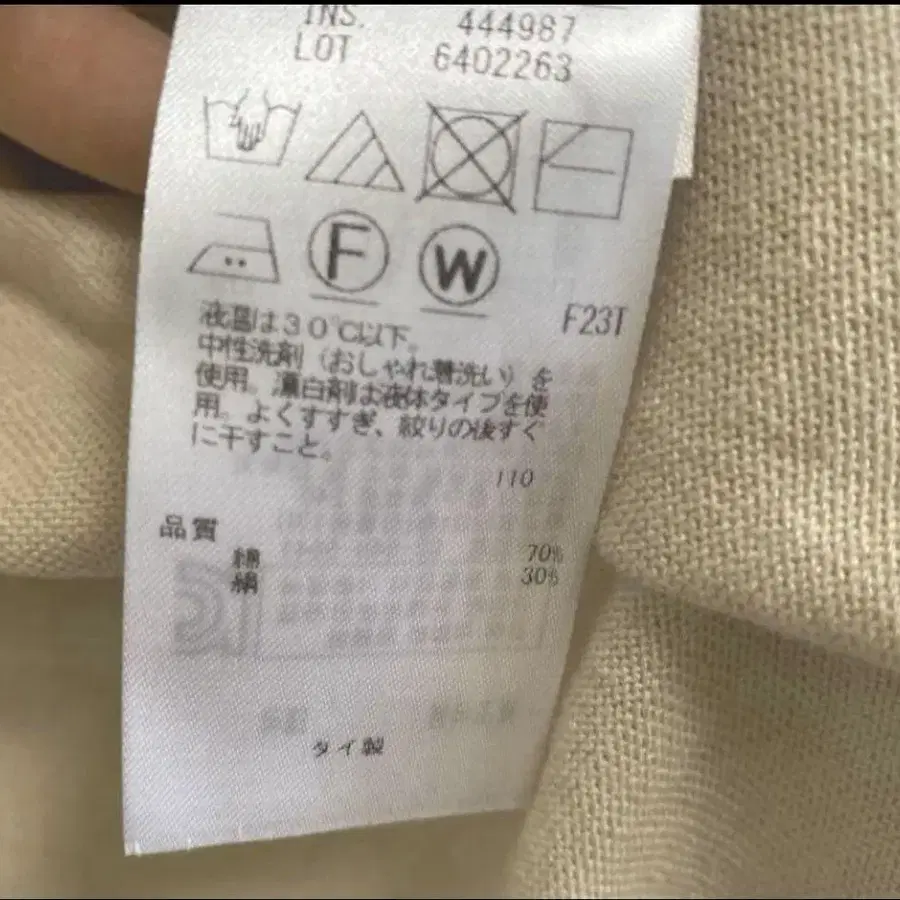 INS. 444987
LOT 6402263
F
W
F23T
液温は30℃以下。
中性洗剤（おしゃれ着洗い）を
使用。漂白剤は液体タイプを使
用。よくすすぎ、絞りの後すぐ
に干すこと。
110
品質
綿 70%
絹 30%
タイ製